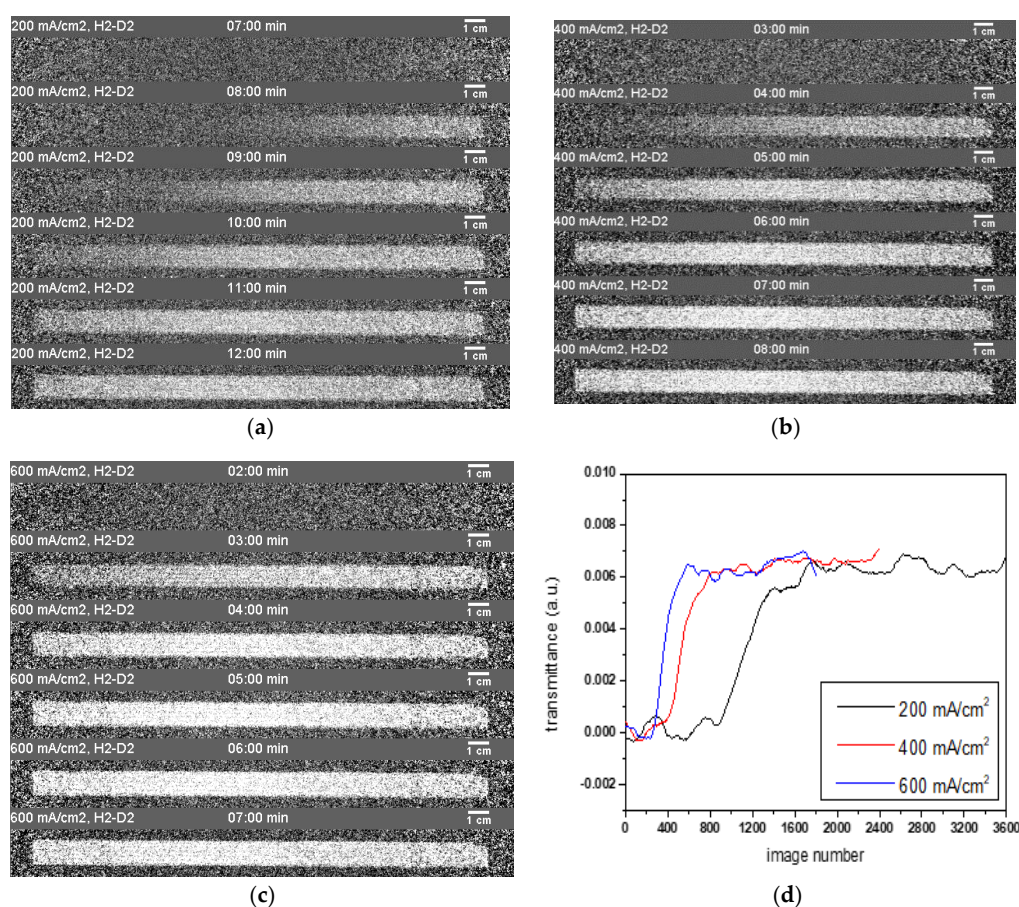 200 mA/cm2, H2-D2 07:00 min 1 cm
200 mA/cm2, H2-D2 08:00 min 1 cm
200 mA/cm2, H2-D2 09:00 min 1 cm
200 mA/cm2, H2-D2 10:00 min 1 cm
200 mA/cm2, H2-D2 11:00 min 1 cm
200 mA/cm2, H2-D2 12:00 min 1 cm
(a)
400 mA/cm2, H2-D2 03:00 min 1 cm
400 mA/cm2, H2-D2 04:00 min 1 cm
400 mA/cm2, H2-D2 05:00 min 1 cm
400 mA/cm2, H2-D2 06:00 min 1 cm
400 mA/cm2, H2-D2 07:00 min 1 cm
400 mA/cm2, H2-D2 08:00 min 1 cm
(b)
600 mA/cm2, H2-D2 02:00 min 1 cm
600 mA/cm2, H2-D2 03:00 min 1 cm
600 mA/cm2, H2-D2 04:00 min 1 cm
600 mA/cm2, H2-D2 05:00 min 1 cm
600 mA/cm2, H2-D2 06:00 min 1 cm
600 mA/cm2, H2-D2 07:00 min 1 cm
(c)
transmittance (a.u.)
0.010
0.008
0.006
0.004
0.002
0.000
-0.002
200 mA/cm²
400 mA/cm²
600 mA/cm²
0 400 800 1200 1600 2000 2400 2800 3200 3600
image number
(d)